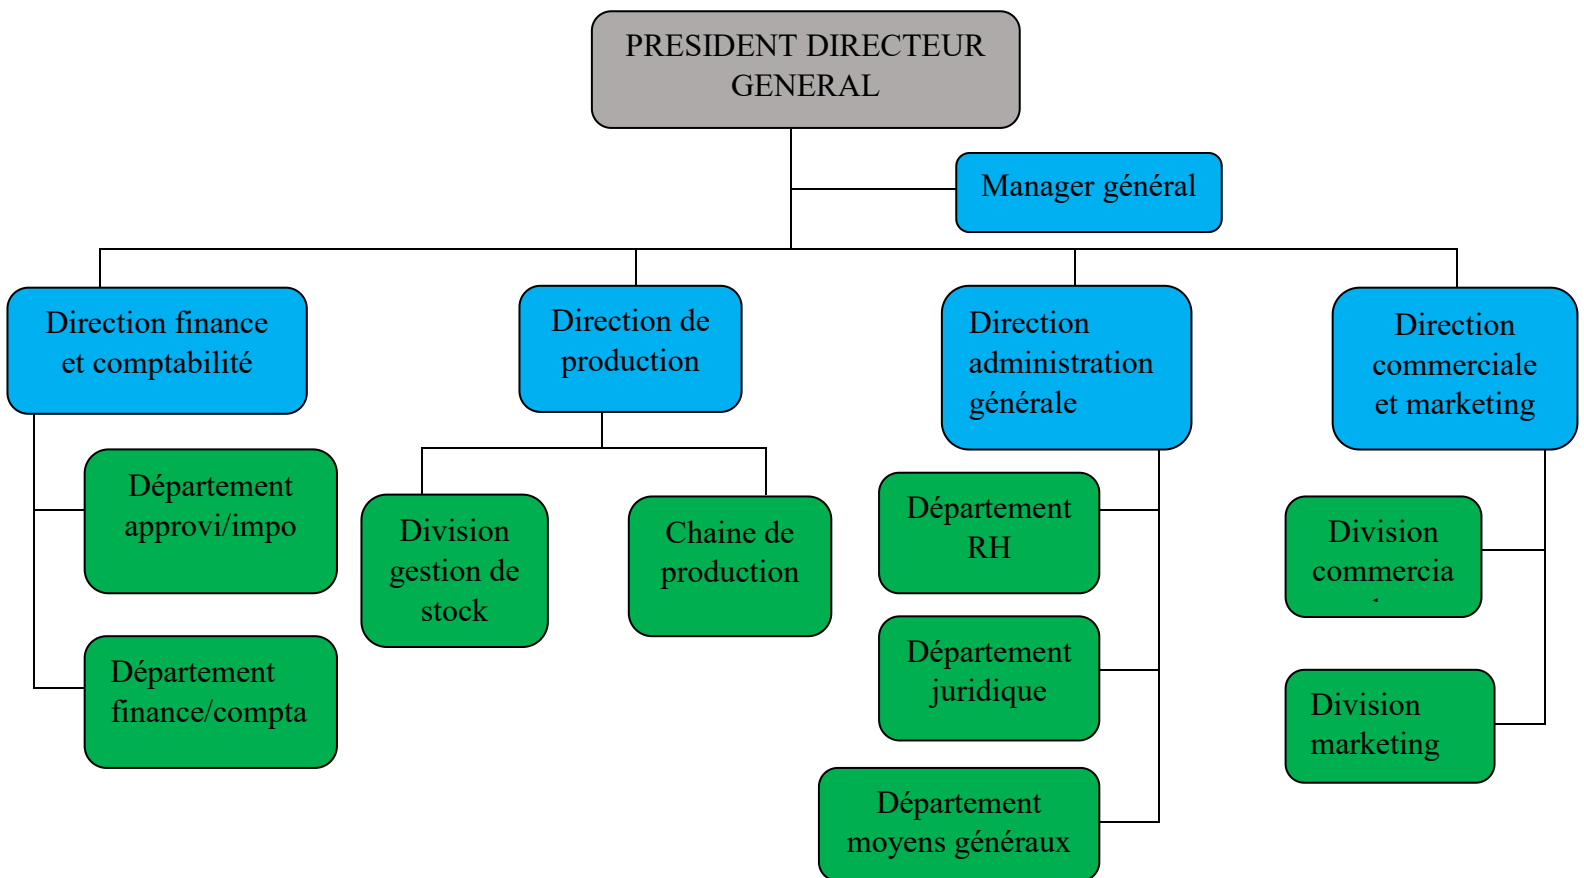 PRESIDENT DIRECTEUR
GENERAL
Manager général
Direction finance
et comptabilité
Direction de
production
Direction
administration
générale
Direction
commerciale
et marketing
Département
approvi/impo
Département
finance/compta
Division
gestion de
stock
Chaine de
production
Département
RH
Département
juridique
Département
moyens généraux
Division
commercia
Division
marketing